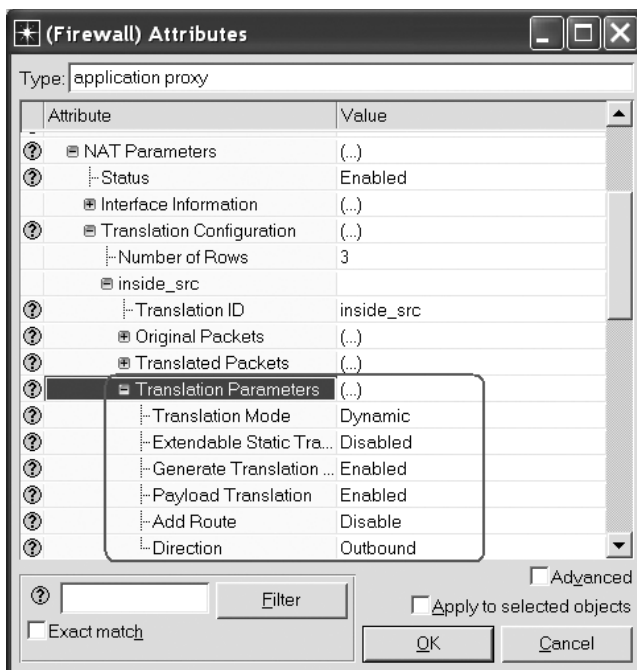 (Firewall) Attributes
Type: application proxy
Attribute Value
NAT Parameters (...)
Status Enabled
Interface Information (...)
Translation Configuration (...)
Number of Rows 3
inside_src
Translation ID inside_src
Original Packets (...)
Translated Packets (...)
Translation Parameters (...)
Translation Mode Dynamic
Extendable Static Tra... Disabled
Generate Translation ... Enabled
Payload Translation Enabled
Add Route Disable
Direction Outbound
Advanced
Filter
Apply to selected objects
Exact match
OK Cancel